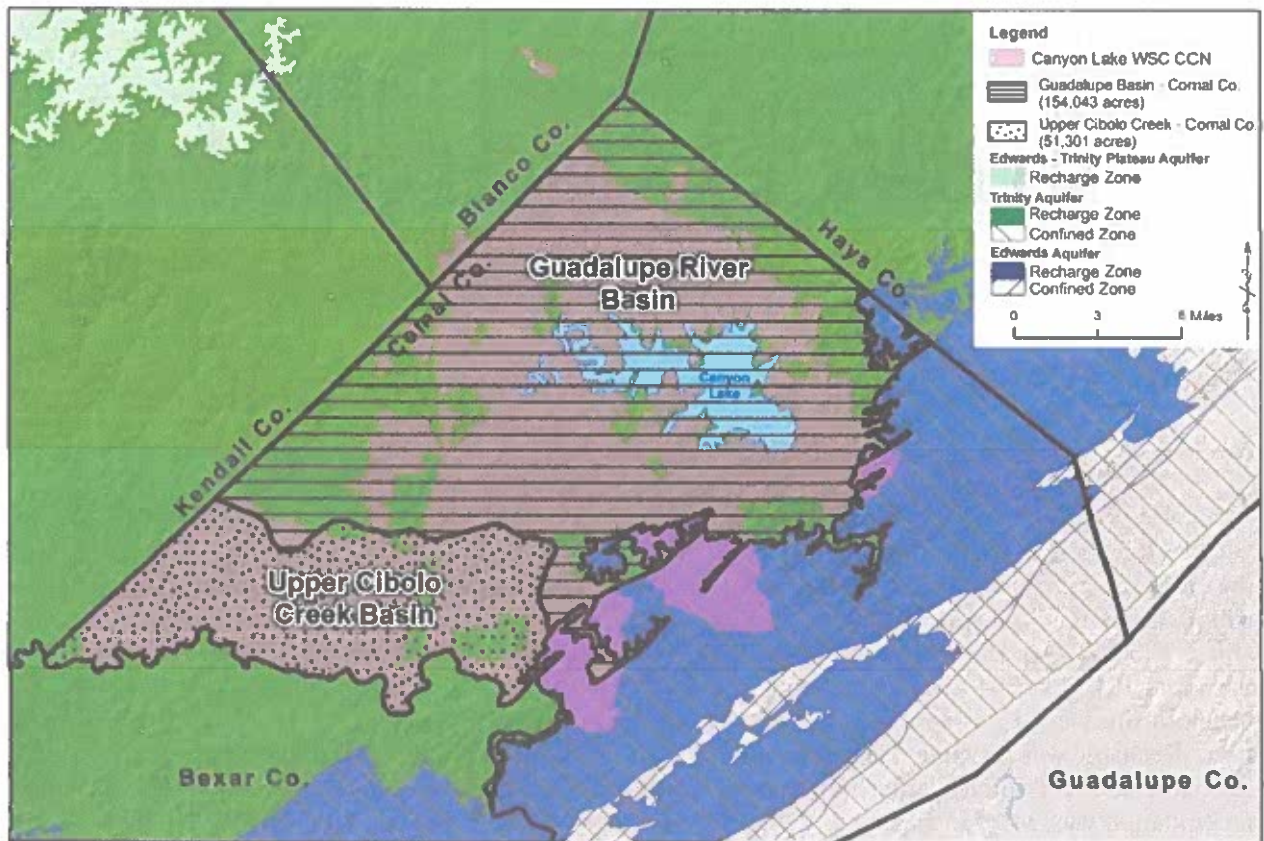 Legend
Canyon Lake WSC CCN
Guadalupe Basin - Comal Co.
(154,043 acres)
Upper Cibolo Creek - Comal Co.
(51,301 acres)
Edwards - Trinity Plateau Aquifer
Recharge Zone
Trinity Aquifer
Recharge Zone
Confined Zone
Edwards Aquifer
Recharge Zone
Confined Zone
0 3 6 Miles
Blanco Co.
Comal Co.
Hays Co
Kendall Co.
Guadalupe River
Basin
Canyon
Lake
Upper Cibolo
Creek Basin
Bexar Co.
Guadalupe Co.